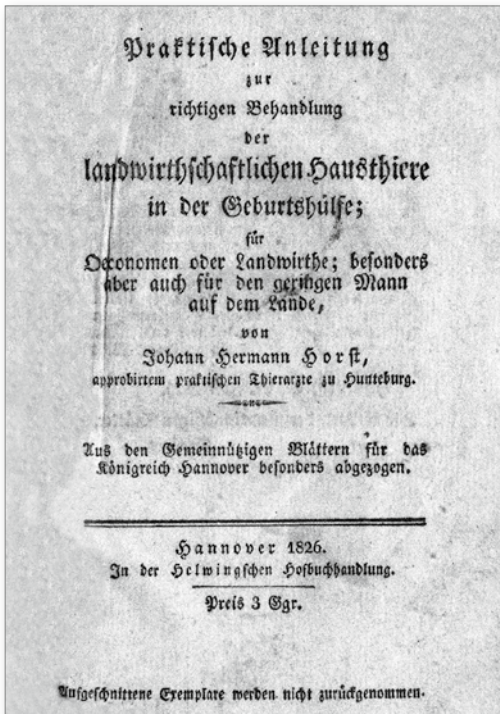 Praktische Anleitung
zur
richtigen Behandlung
der
landwirthschaftlichen Hausthiere
in der Geburtshülfe;
für
Oeconomen oder Landwirthe; besonders
aber auch für den geringen Mann
auf dem Lande,
von
Johann Hermann Horst,
approbirtem praktischen Thierarzte zu Hunteburg.
Aus den Gemeinnützigen Blättern für das
Königreich Hannover besonders abgezogen.
Hannover 1826.
In der Helwingschen Hofbuchhandlung.
Preis 3 Ggr.
Aufgeschnittene Exemplare werden nicht zurückgenommen.